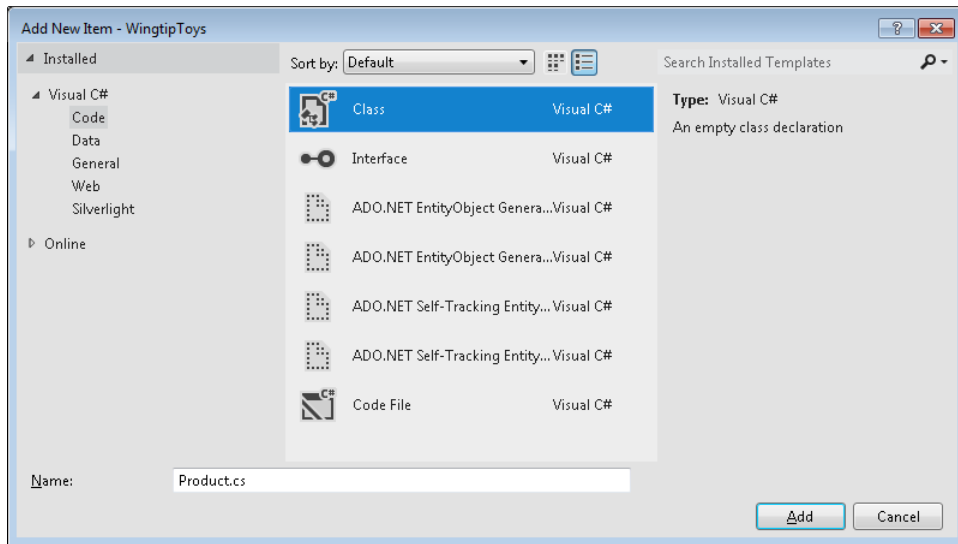 Add New Item - WingtipToys
Installed
Visual C#
Code
Data
General
Web
Silverlight
Online
Sort by: Default
Class Visual C#
Interface Visual C#
ADO.NET EntityObject Genera...Visual C#
ADO.NET EntityObject Genera...Visual C#
ADO.NET Self-Tracking Entity... Visual C#
ADO.NET Self-Tracking Entity... Visual C#
Code File Visual C#
Search Installed Templates
Type: Visual C#
An empty class declaration
Name: Product.cs
Add Cancel